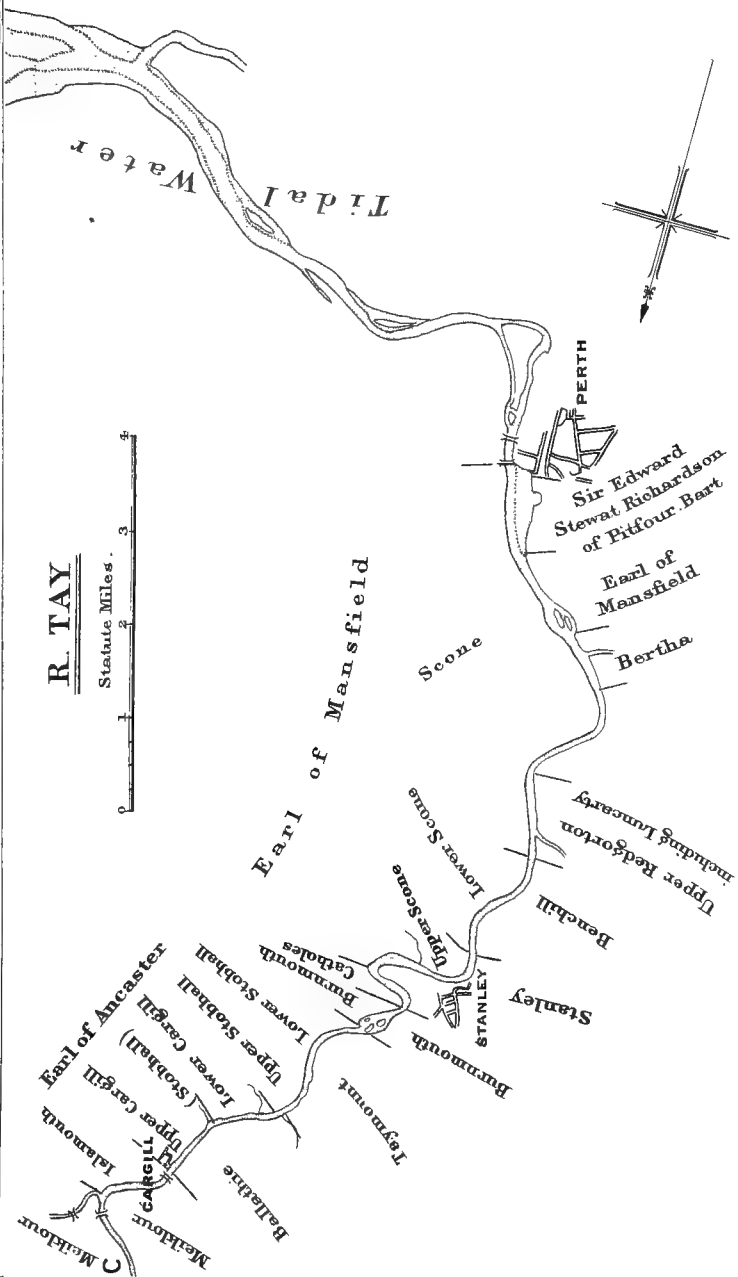 R. TAY
Statute Miles.
0 1 2 3 4
Tidal Water
PERTH
Sir Edward
Stewat Richardson
of Pitfour. Bart
Earl of
Mansfield
Bertha
Scone
Earl of Mansfield
Upper Redgorton
including Luncarty
Lower Scone
Benchill
Upper Scone
STANLEY
Stanley
Catholes
Burnmouth
Burnmouth
Lower Stobhall
Upper Stobhall
Taymount
Lower Cargill
(Stobhall)
Earl of Ancaster
Upper Cargill
Ballathie
CARGILL
Islamouth
Meiklour
Meiklour
C